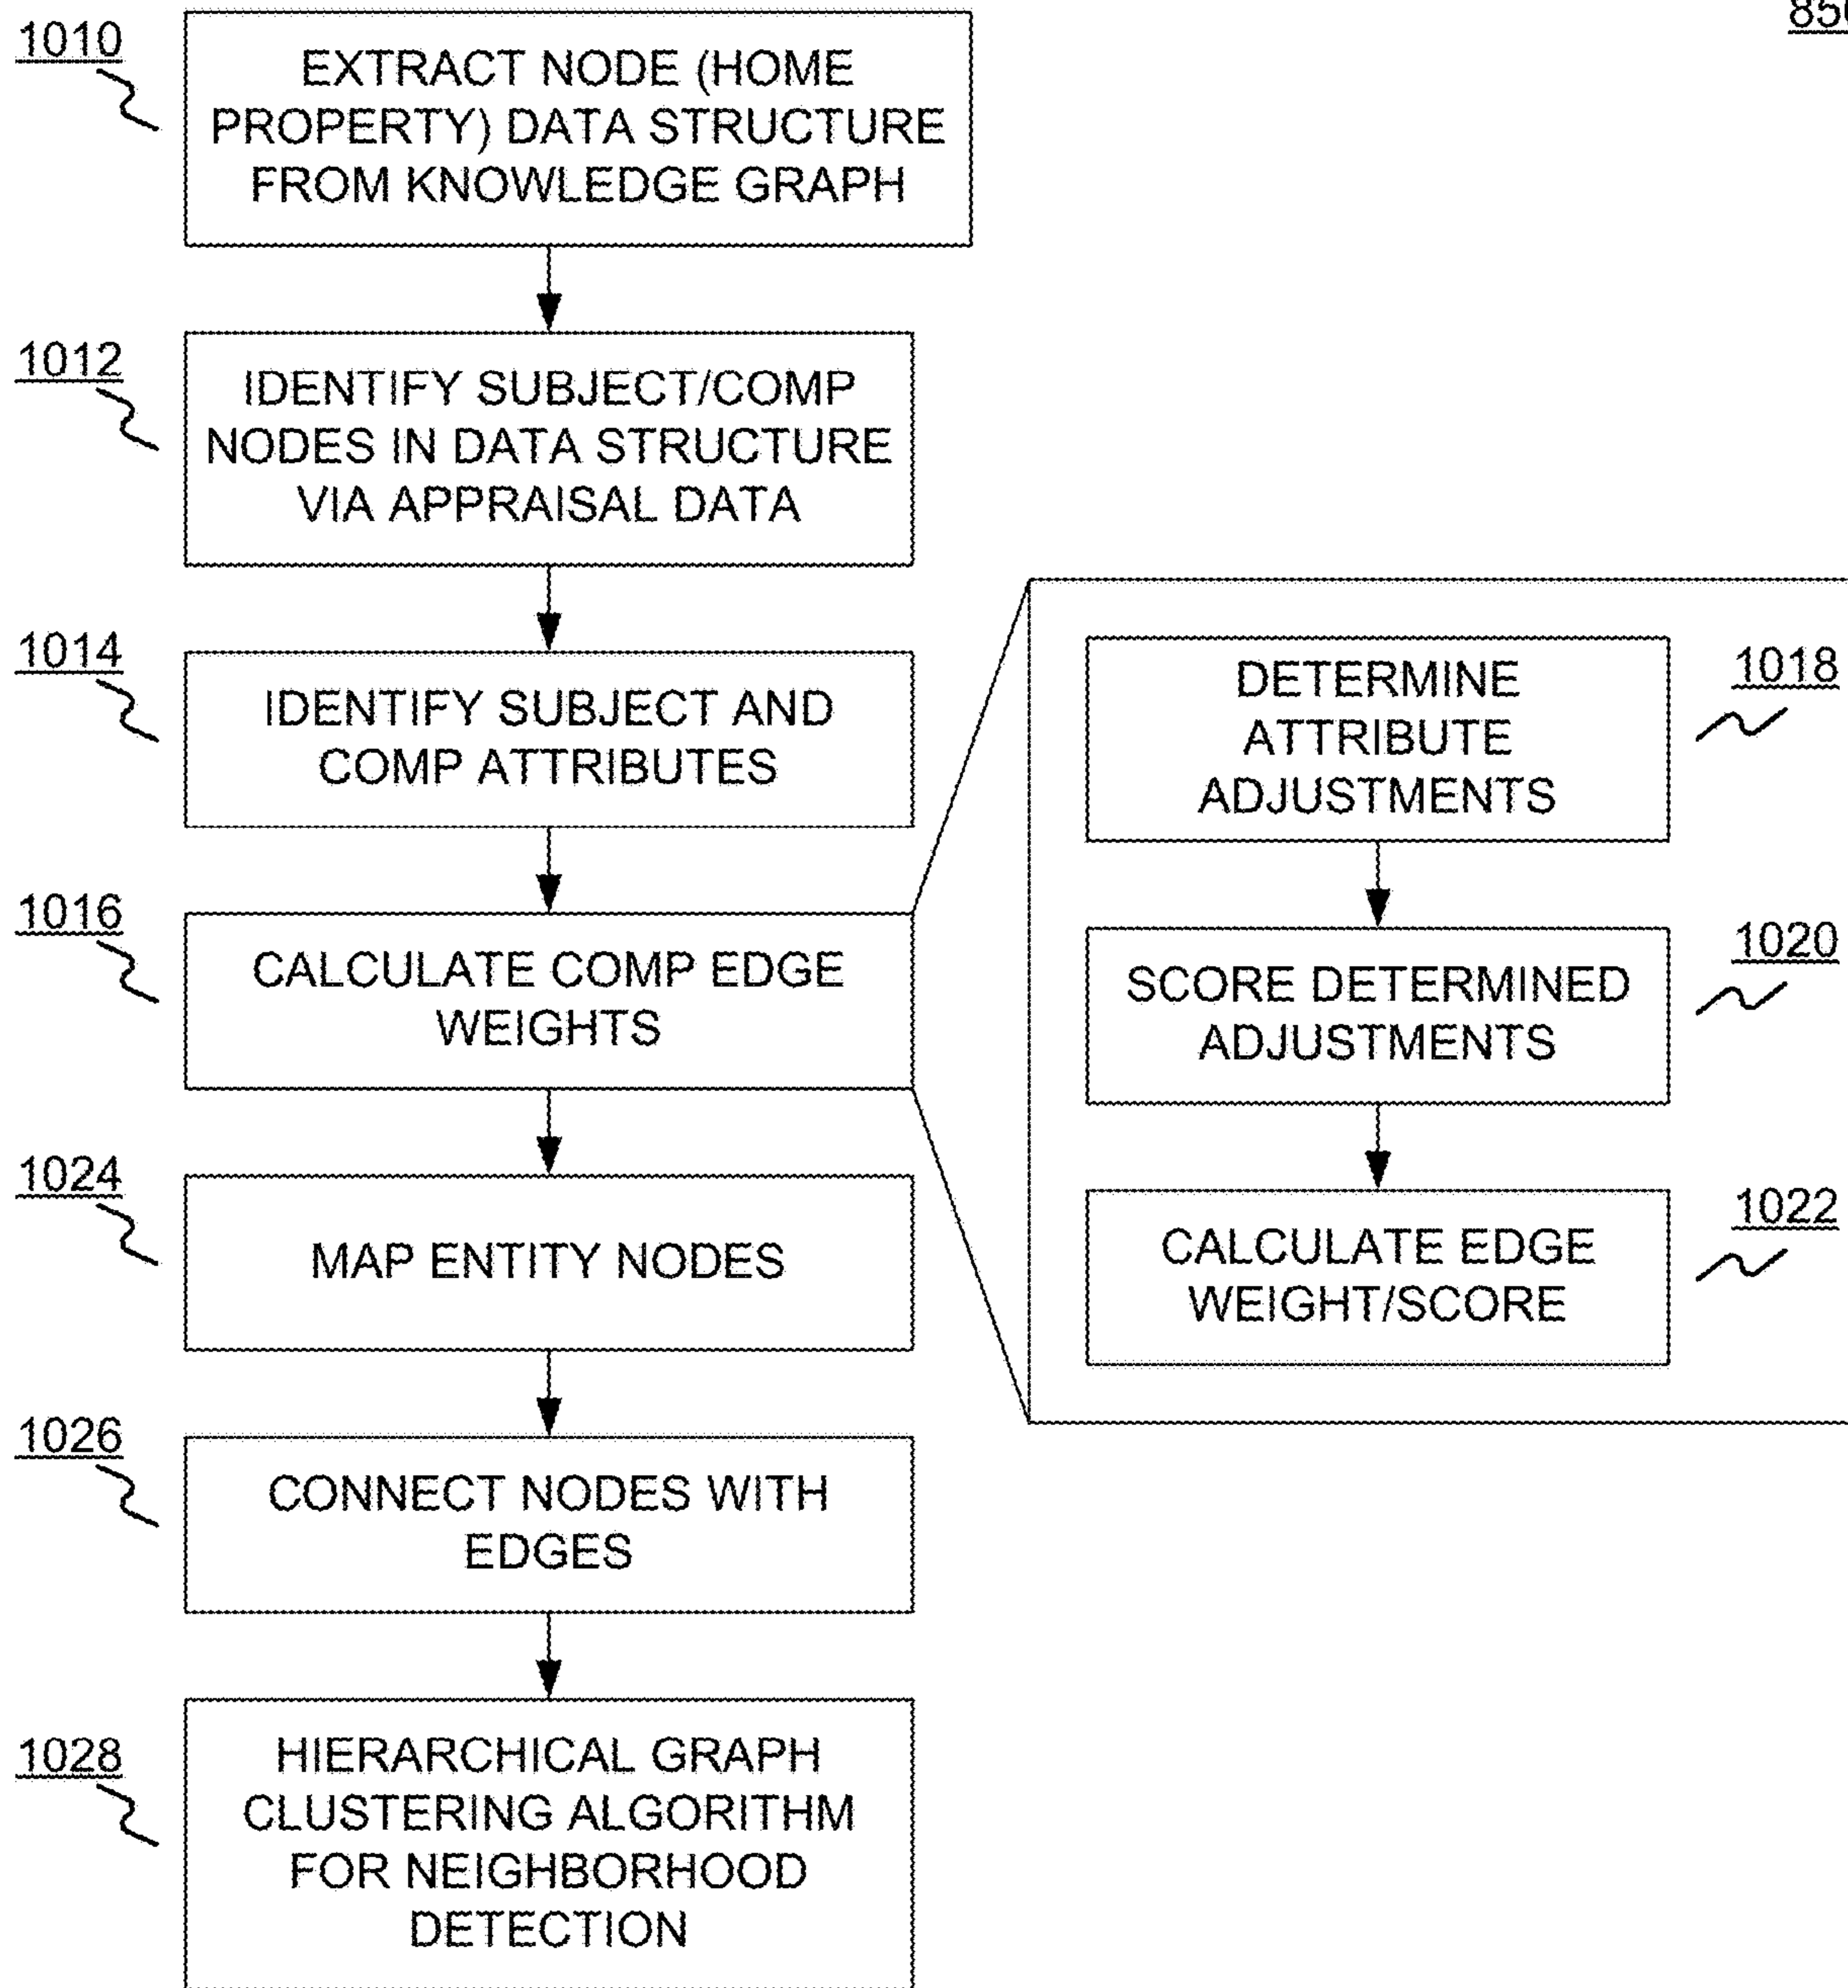 850
1010
EXTRACT NODE (HOME
PROPERTY) DATA STRUCTURE
FROM KNOWLEDGE GRAPH
1012
IDENTIFY SUBJECT/COMP
NODES IN DATA STRUCTURE
VIA APPRAISAL DATA
1014
IDENTIFY SUBJECT AND
COMP ATTRIBUTES
1016
CALCULATE COMP EDGE
WEIGHTS
DETERMINE
ATTRIBUTE
ADJUSTMENTS
1018
SCORE DETERMINED
ADJUSTMENTS
1020
CALCULATE EDGE
WEIGHT/SCORE
1022
1024
MAP ENTITY NODES
1026
CONNECT NODES WITH
EDGES
1028
HIERARCHICAL GRAPH
CLUSTERING ALGORITHM
FOR NEIGHBORHOOD
DETECTION